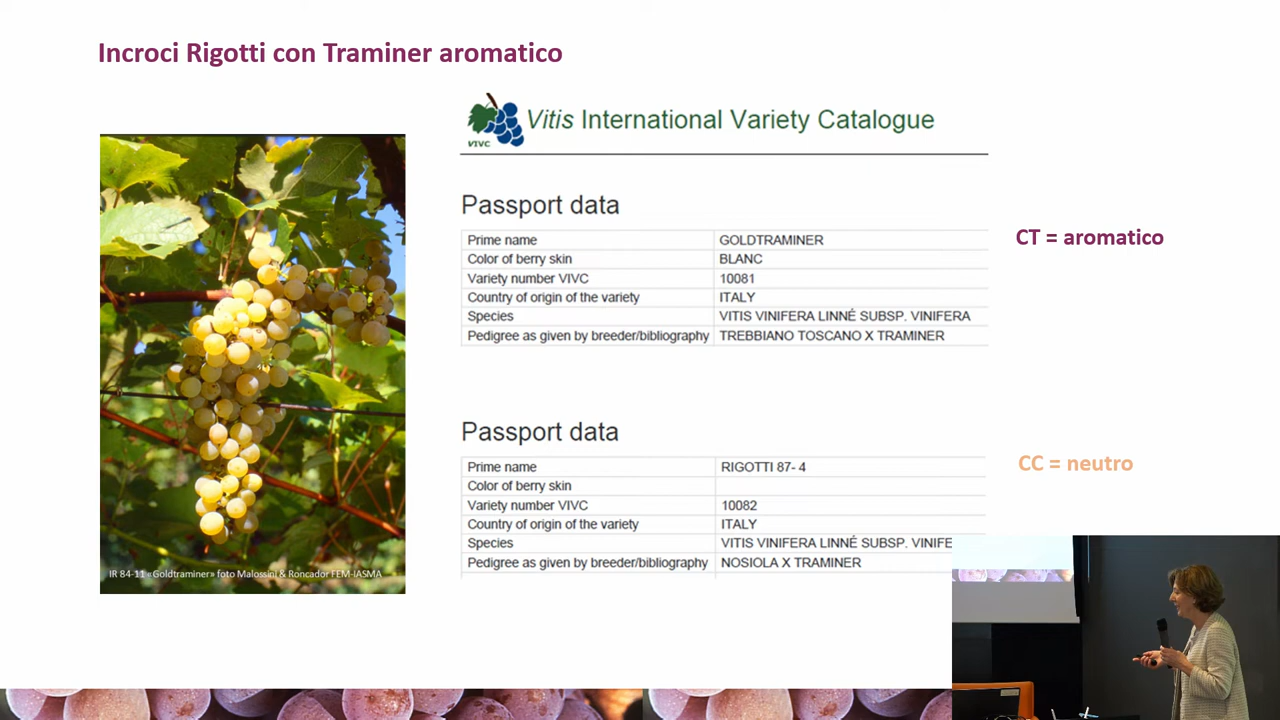 Incroci Rigotti con Traminer aromatico
VIVC
Vitis International Variety Catalogue
Passport data
Prime name GOLDTRAMINER
Color of berry skin BLANC
Variety number VIVC 10081
Country of origin of the variety ITALY
Species VITIS VINIFERA LINNÉ SUBSP. VINIFERA
Pedigree as given by breeder/bibliography TREBBIANO TOSCANO X TRAMINER
CT = aromatico
Passport data
Prime name RIGOTTI 87- 4
Color of berry skin
Variety number VIVC 10082
Country of origin of the variety ITALY
Species VITIS VINIFERA LINNÉ SUBSP. VINIFE
Pedigree as given by breeder/bibliography NOSIOLA X TRAMINER
CC = neutro
IR 84-11 «Goldtraminer» foto Malossini & Roncador FEM-IASMA